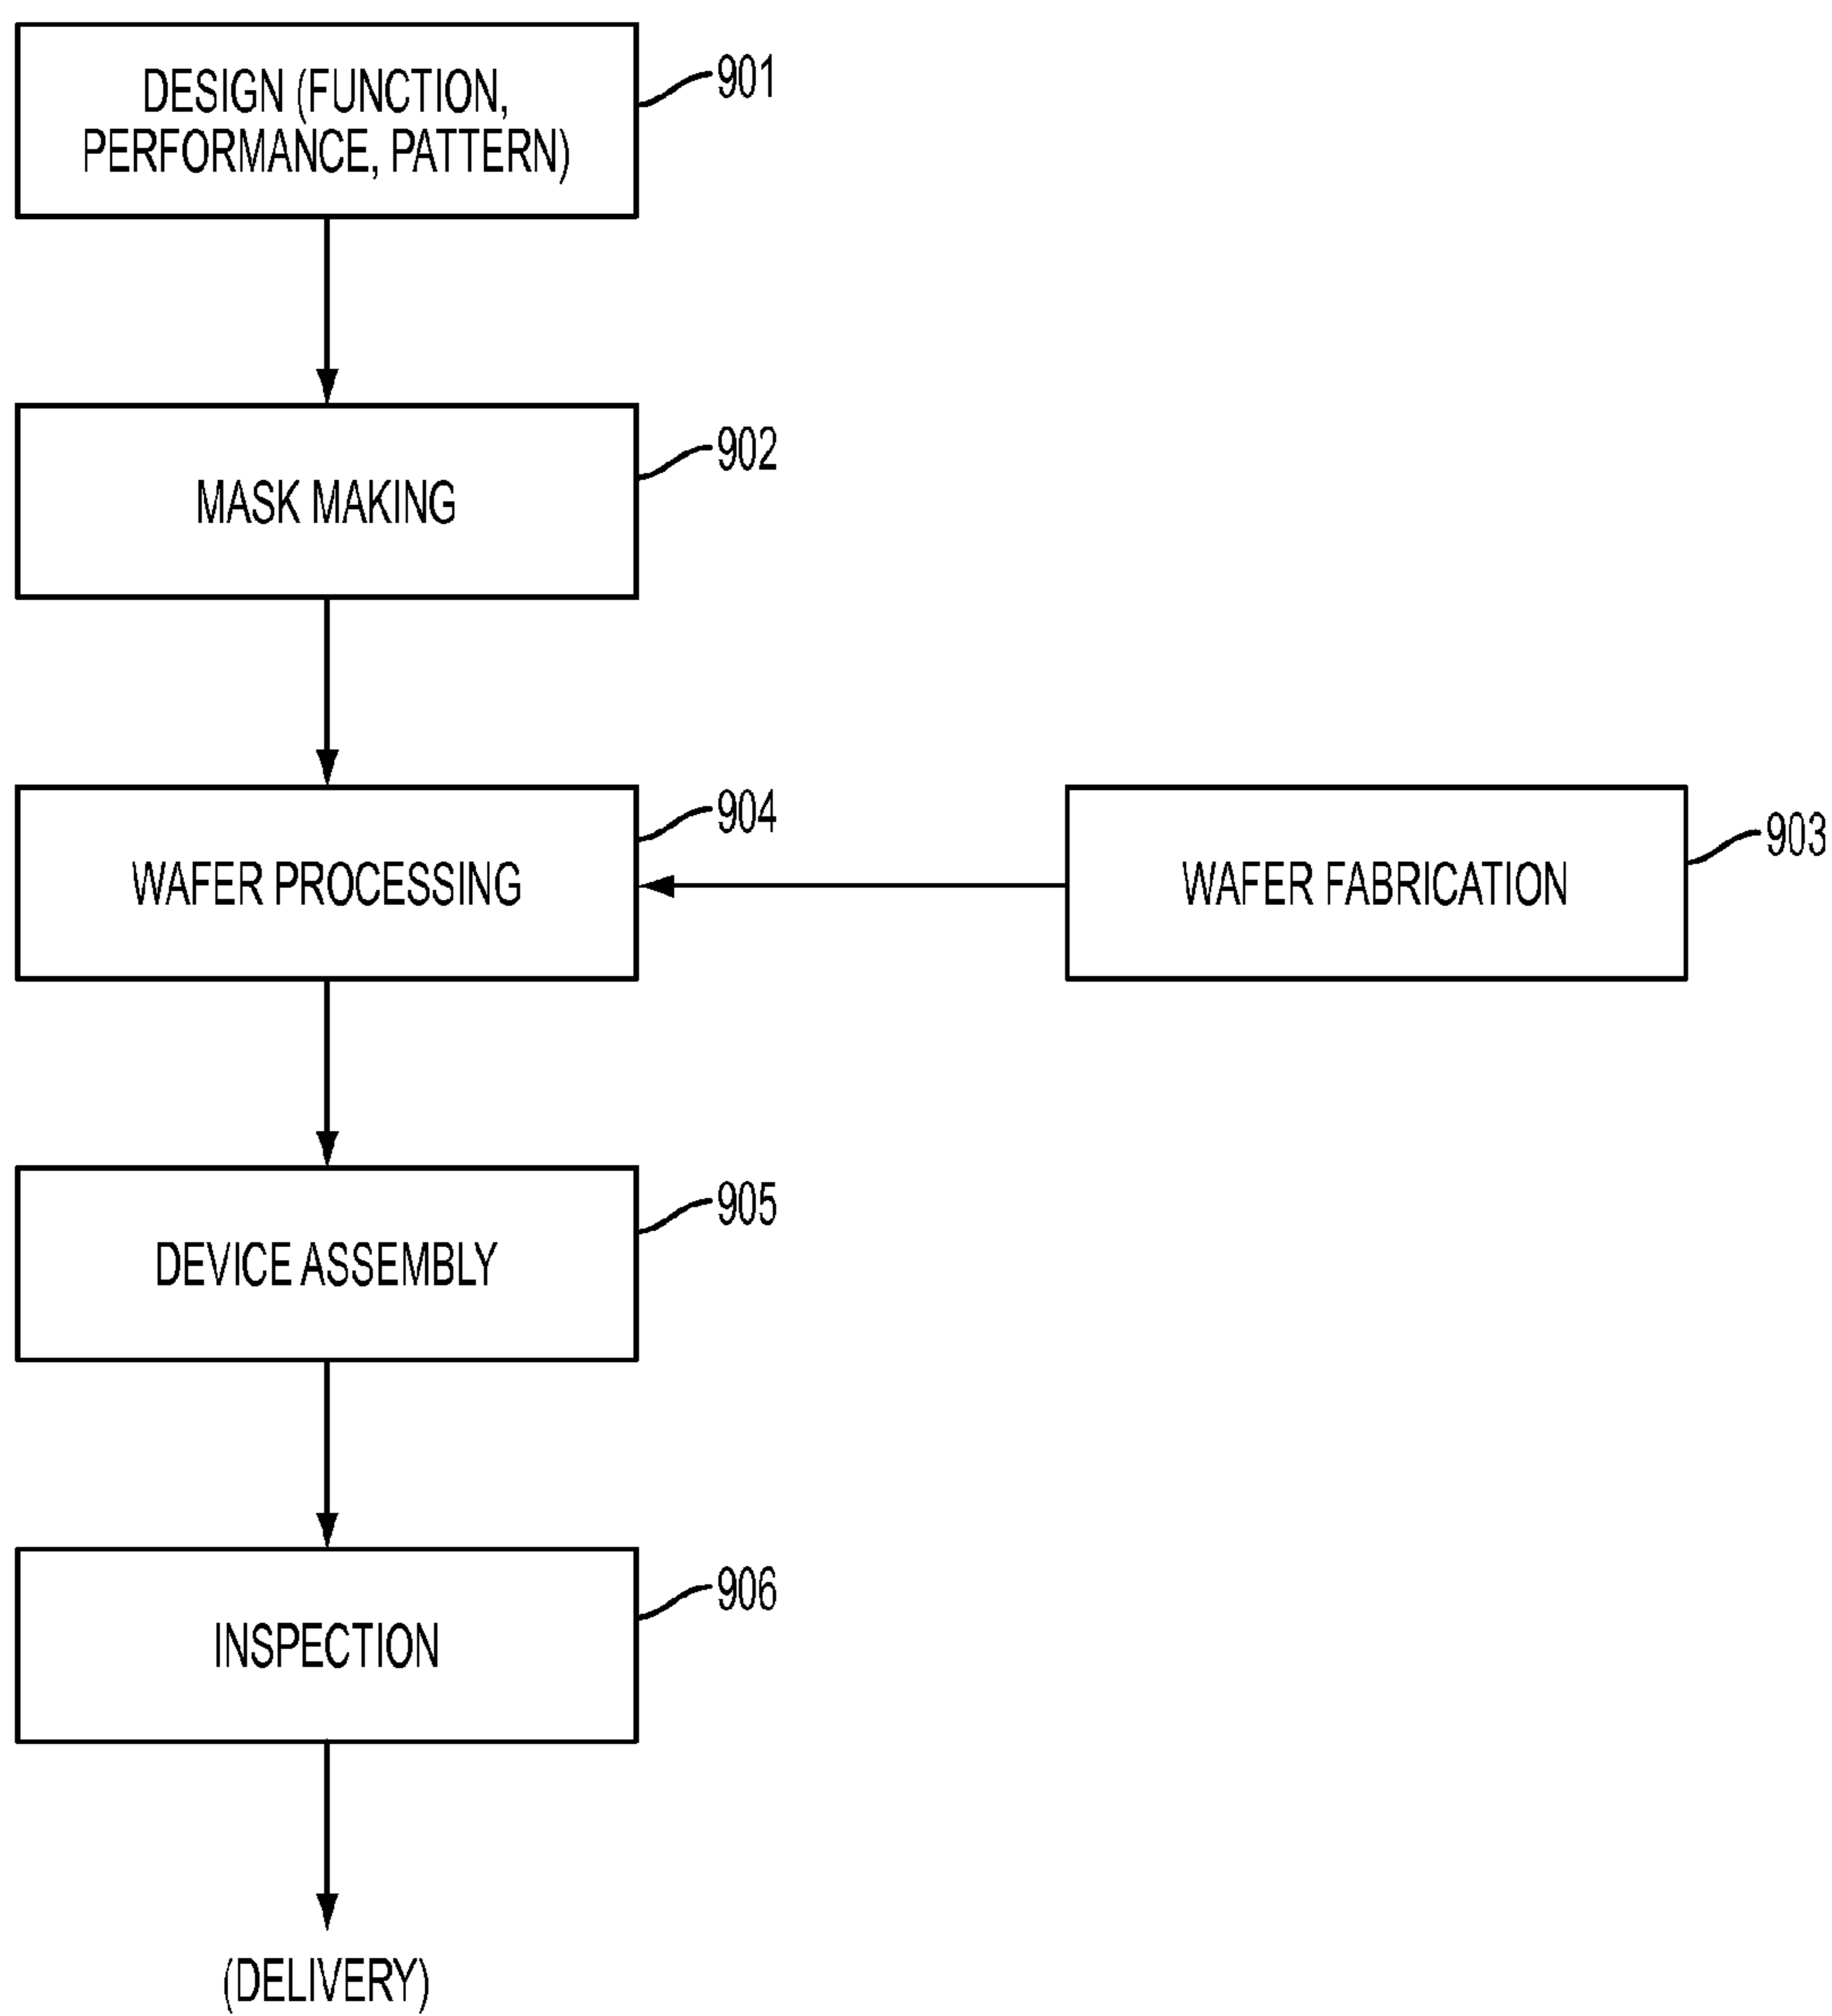 DESIGN (FUNCTION,
PERFORMANCE, PATTERN)
901
MASK MAKING
902
WAFER PROCESSING
904
WAFER FABRICATION
903
DEVICE ASSEMBLY
905
INSPECTION
906
(DELIVERY)